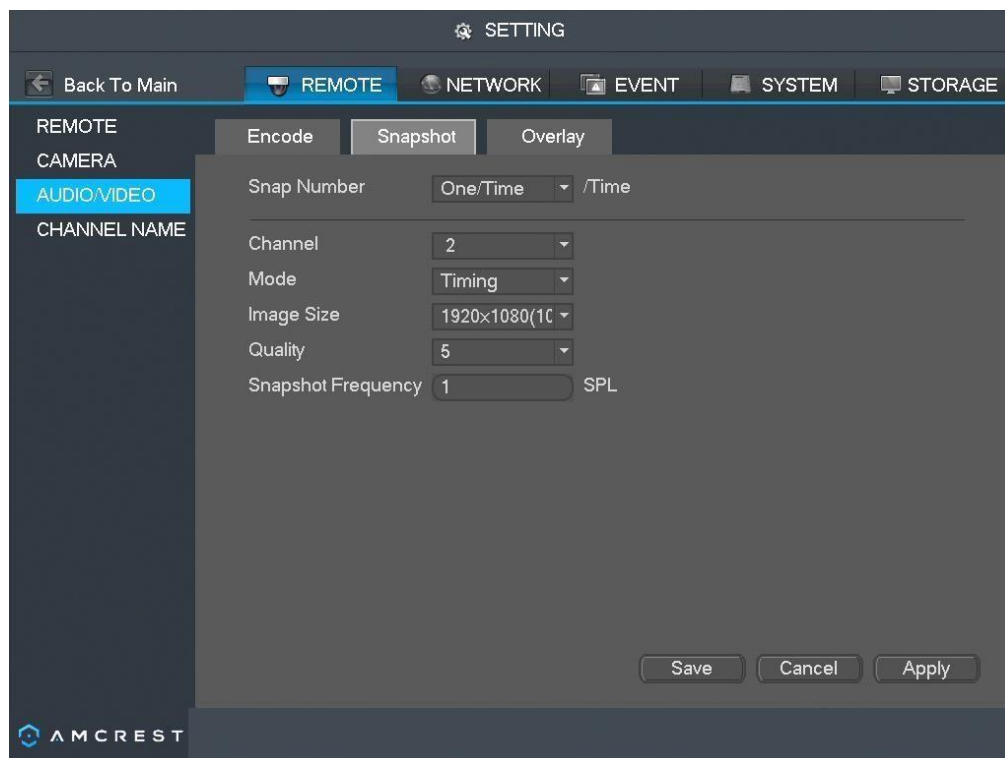 SETTING
Back To Main REMOTE NETWORK EVENT SYSTEM STORAGE
REMOTE
CAMERA
AUDIO/VIDEO
CHANNEL NAME
Encode Snapshot Overlay
Snap Number One/Time /Time
Channel 2
Mode Timing
Image Size 1920×1080(10
Quality 5
Snapshot Frequency 1 SPL
Save Cancel Apply
AMCREST